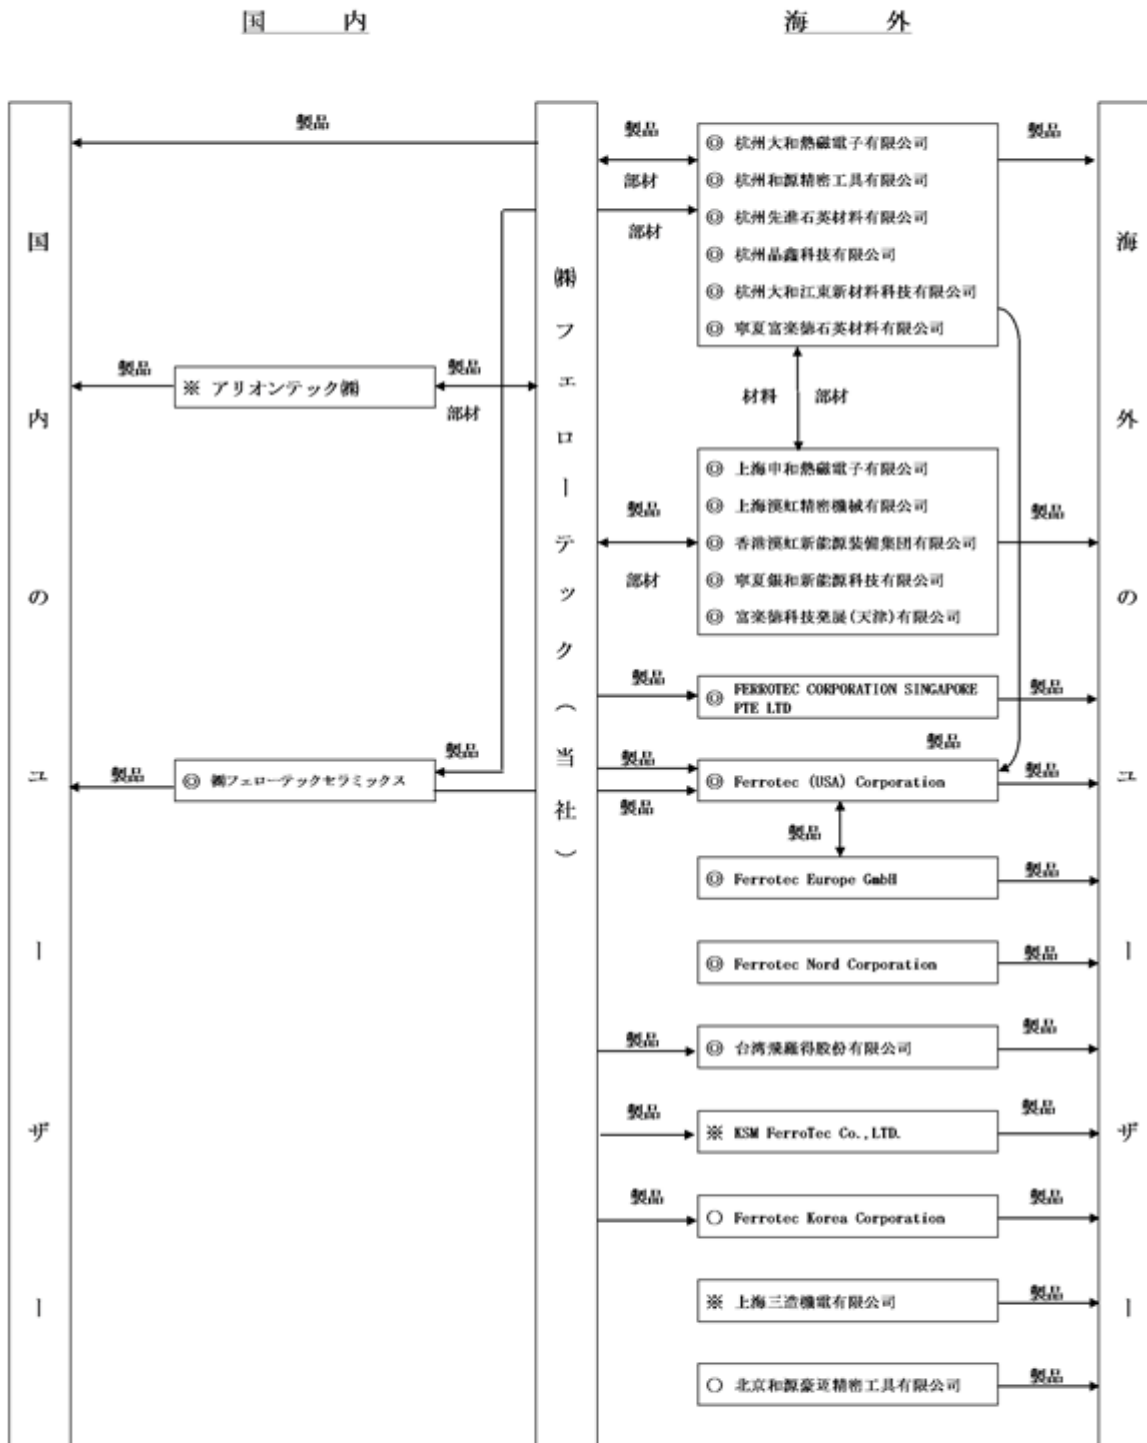 国 内
海 外
国内のユーザー
㈱フェローテック(当社)
海外のユーザー
製品
製品
部材
部材
◎ 杭州大和熱磁電子有限公司
◎ 杭州和源精密工具有限公司
◎ 杭州先進石英材料有限公司
◎ 杭州晶鑫科技有限公司
◎ 杭州大和江東新材料科技有限公司
◎ 寧夏富楽徳石英材料有限公司
製品
製品
※ アリオンテック㈱
製品
部材
材料 部材
製品
部材
◎ 上海申和熱磁電子有限公司
◎ 上海漢虹精密機械有限公司
◎ 香港漢虹新能源装備集団有限公司
◎ 寧夏銀和新能源科技有限公司
◎ 富楽徳科技発展(天津)有限公司
製品
製品
◎ FERROTEC CORPORATION SINGAPORE
PTE LTD
製品
製品
製品
◎ ㈱フェローテックセラミックス
製品
製品
製品
◎ Ferrotec (USA) Corporation
製品
製品
◎ Ferrotec Europe GmbH
製品
◎ Ferrotec Nord Corporation
製品
製品
◎ 台湾飛羅得股份有限公司
製品
製品
※ KSM FerroTec Co.,LTD.
製品
製品
○ Ferrotec Korea Corporation
製品
※ 上海三造機電有限公司
製品
○ 北京和源豪迈精密工具有限公司
製品